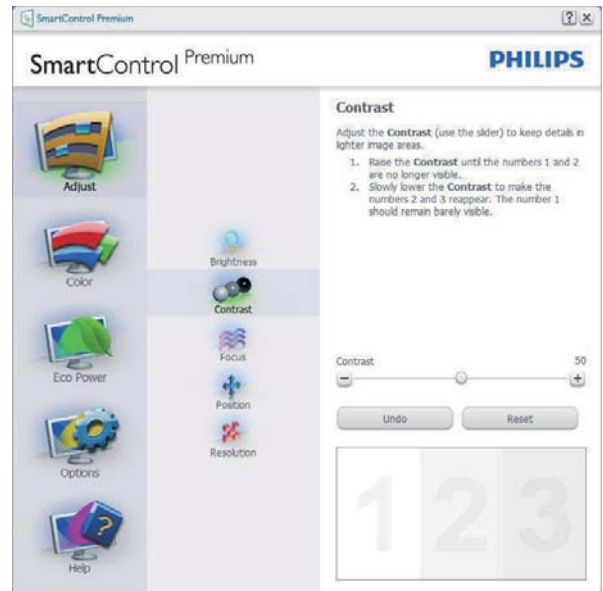 SmartControl Premium
? x
SmartControl Premium
PHILIPS
Adjust
Color
Eco Power
Options
?
Help
Brightness
Contrast
Focus
Position
Resolution
Contrast
Adjust the Contrast (use the slider) to keep details in
lighter image areas.
1. Raise the Contrast until the numbers 1 and 2
are no longer visible.
2. Slowly lower the Contrast to make the
numbers 2 and 3 reappear. The number 1
should remain barely visible.
Contrast 50
Undo Reset
1 2 3